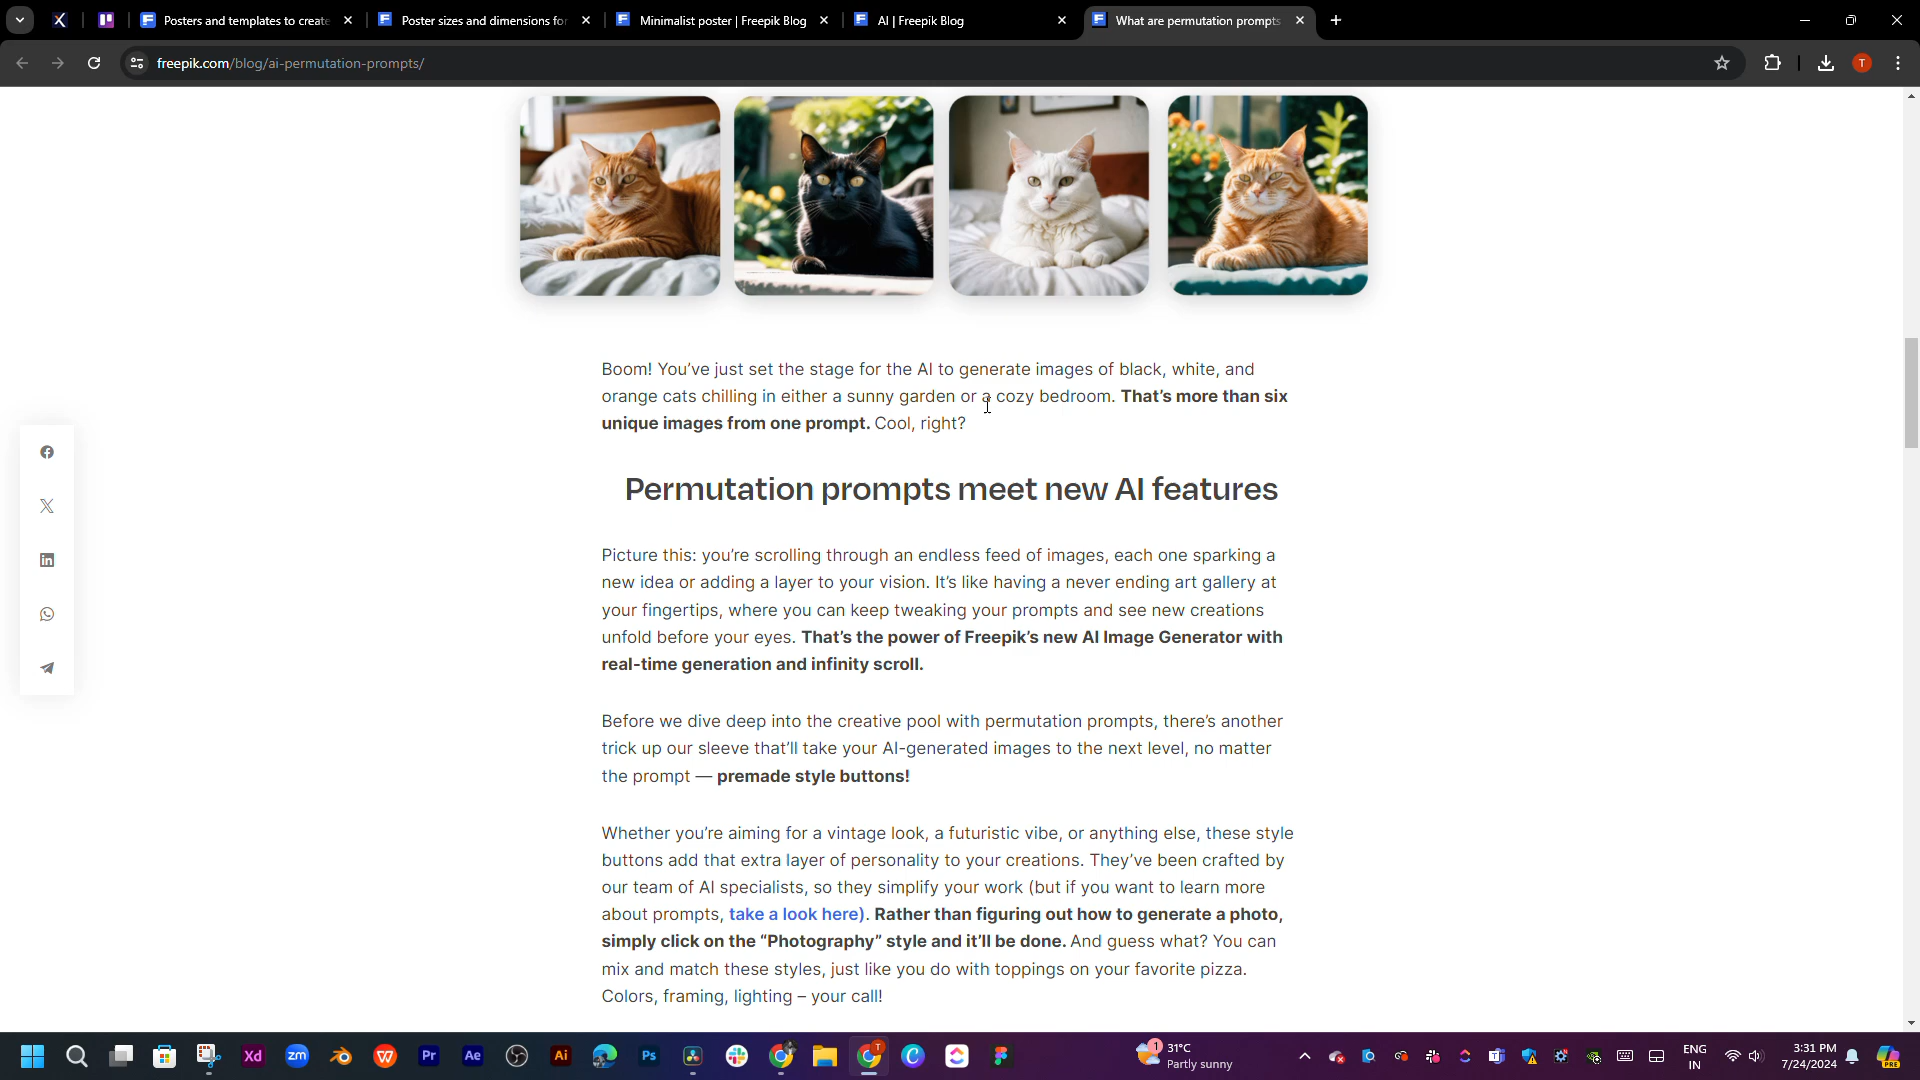 Posters and templates to create
Poster sizes and dimensions for
Minimalist poster | Freepik Blog
AI | Freepik Blog
What are permutation prompts
freepik.com/blog/ai-permutation-prompts/
T
Boom! You've just set the stage for the AI to generate images of black, white, and
orange cats chilling in either a sunny garden or a cozy bedroom. That's more than six
unique images from one prompt. Cool, right?
Permutation prompts meet new AI features
Picture this: you're scrolling through an endless feed of images, each one sparking a
new idea or adding a layer to your vision. It's like having a never ending art gallery at
your fingertips, where you can keep tweaking your prompts and see new creations
unfold before your eyes. That's the power of Freepik's new AI Image Generator with
real-time generation and infinity scroll.
Before we dive deep into the creative pool with permutation prompts, there's another
trick up our sleeve that'll take your AI-generated images to the next level, no matter
the prompt — premade style buttons!
Whether you're aiming for a vintage look, a futuristic vibe, or anything else, these style
buttons add that extra layer of personality to your creations. They've been crafted by
our team of AI specialists, so they simplify your work (but if you want to learn more
about prompts, take a look here). Rather than figuring out how to generate a photo,
simply click on the “Photography” style and it'll be done. And guess what? You can
mix and match these styles, just like you do with toppings on your favorite pizza.
Colors, framing, lighting – your call!
Xd
zm
Pr
Ae
Ai
Ps
T
1
31°C
Partly sunny
ENG
IN
3:31 PM
7/24/2024
PRE